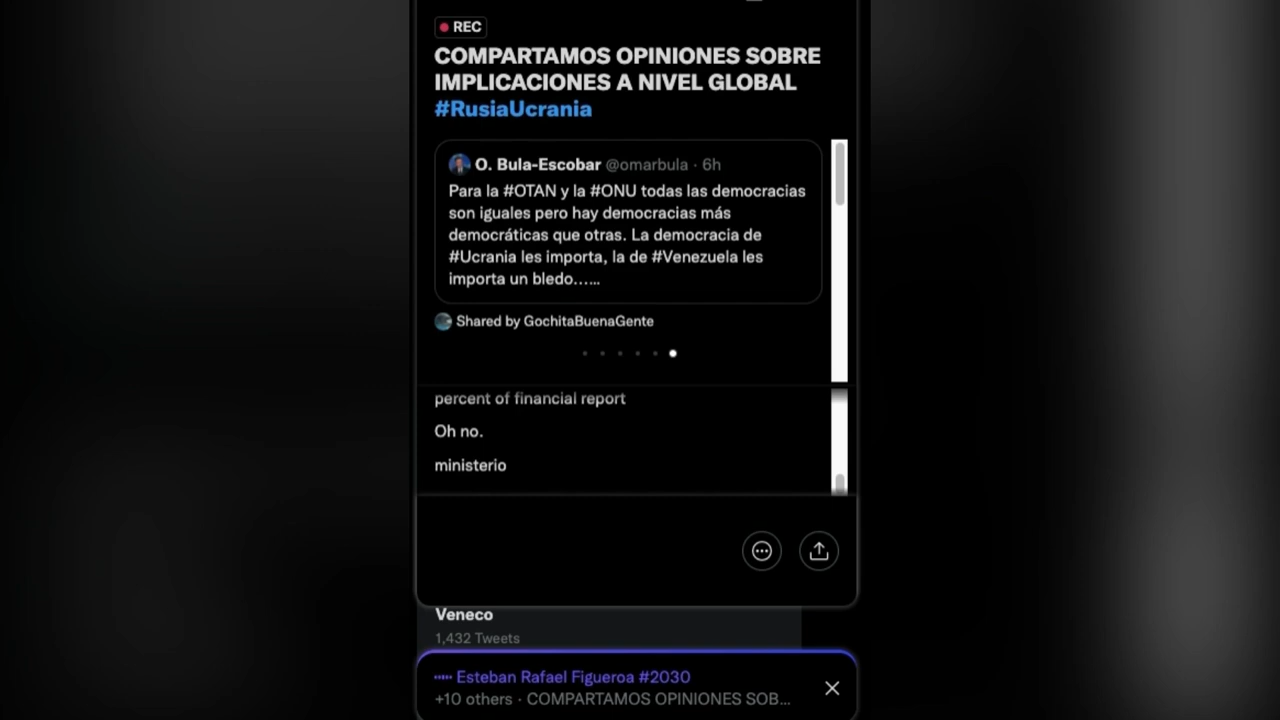 REC
COMPARTAMOS OPINIONES SOBRE
IMPLICACIONES A NIVEL GLOBAL
#RusiaUcrania
O. Bula-Escobar @omarbula · 6h
Para la #OTAN y la #ONU todas las democracias
son iguales pero hay democracias más
democráticas que otras. La democracia de
#Ucrania les importa, la de #Venezuela les
importa un bledo......
Shared by GochitaBuenaGente
percent of financial report
Oh no.
ministerio
Veneco
1,432 Tweets
Esteban Rafael Figueroa #2030
+10 others · COMPARTAMOS OPINIONES SOB...